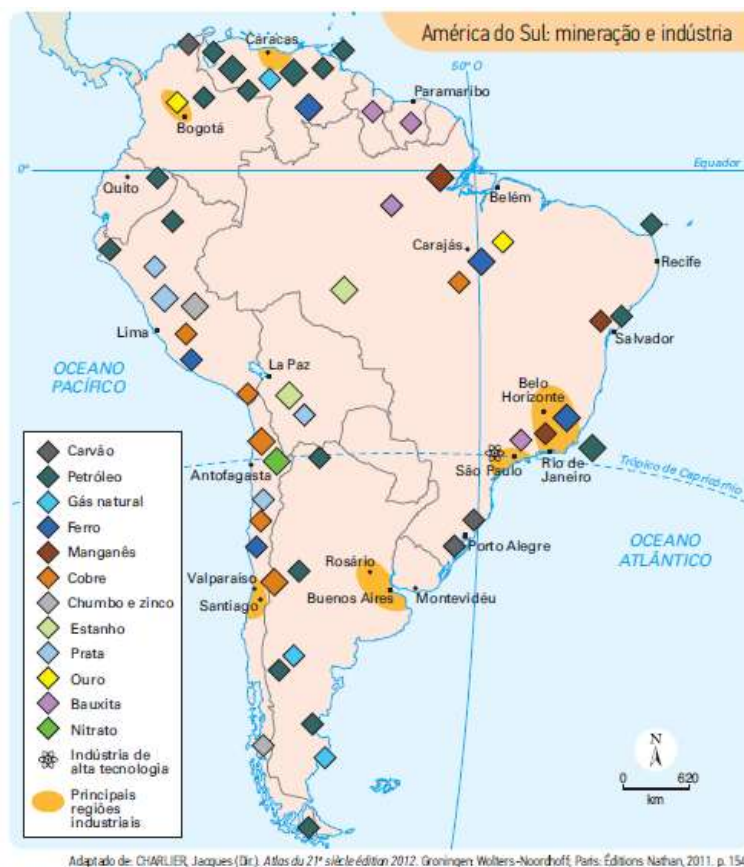 América do Sul: mineração e indústria
50° O
Caracas
Paramaribo
Bogotá
0°
Equador
Quito
Belém
Carajás
Recife
Lima
Salvador
OCEANO
PACÍFICO
La Paz
Belo
Horizonte
São Paulo
Rio de
Janeiro
Trópico de Capricórnio
Antofagasta
Porto Alegre
OCEANO
ATLÂNTICO
Rosário
Valparaíso
Buenos Aires
Montevidéu
Santiago
Carvão
Petróleo
Gás natural
Ferro
Manganês
Cobre
Chumbo e zinco
Estanho
Prata
Ouro
Bauxita
Nitrato
Indústria de
alta tecnologia
Principais
regiões
industriais
N
0 620
km
Adaptado de: CHARLIER, Jacques (Dir.). Atlas du 21e siècle édition 2012. Groningen: Wolters-Noordhoff; Paris: Éditions Nathan, 2011. p. 154